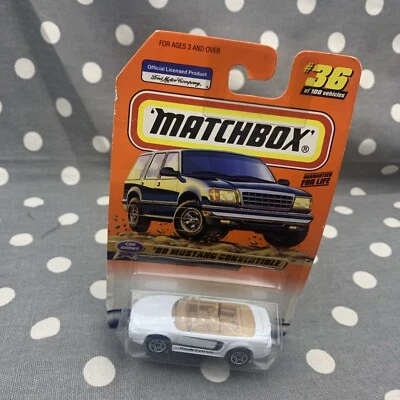 FOR AGES 3 AND OVER
Official Licensed Product
Ford Motor Company
#36
of 100 vehicles
MATCHBOX
®
GUARANTEED
FOR LIFE
'99 MUSTANG CONVERTIBLE
MUSTANG